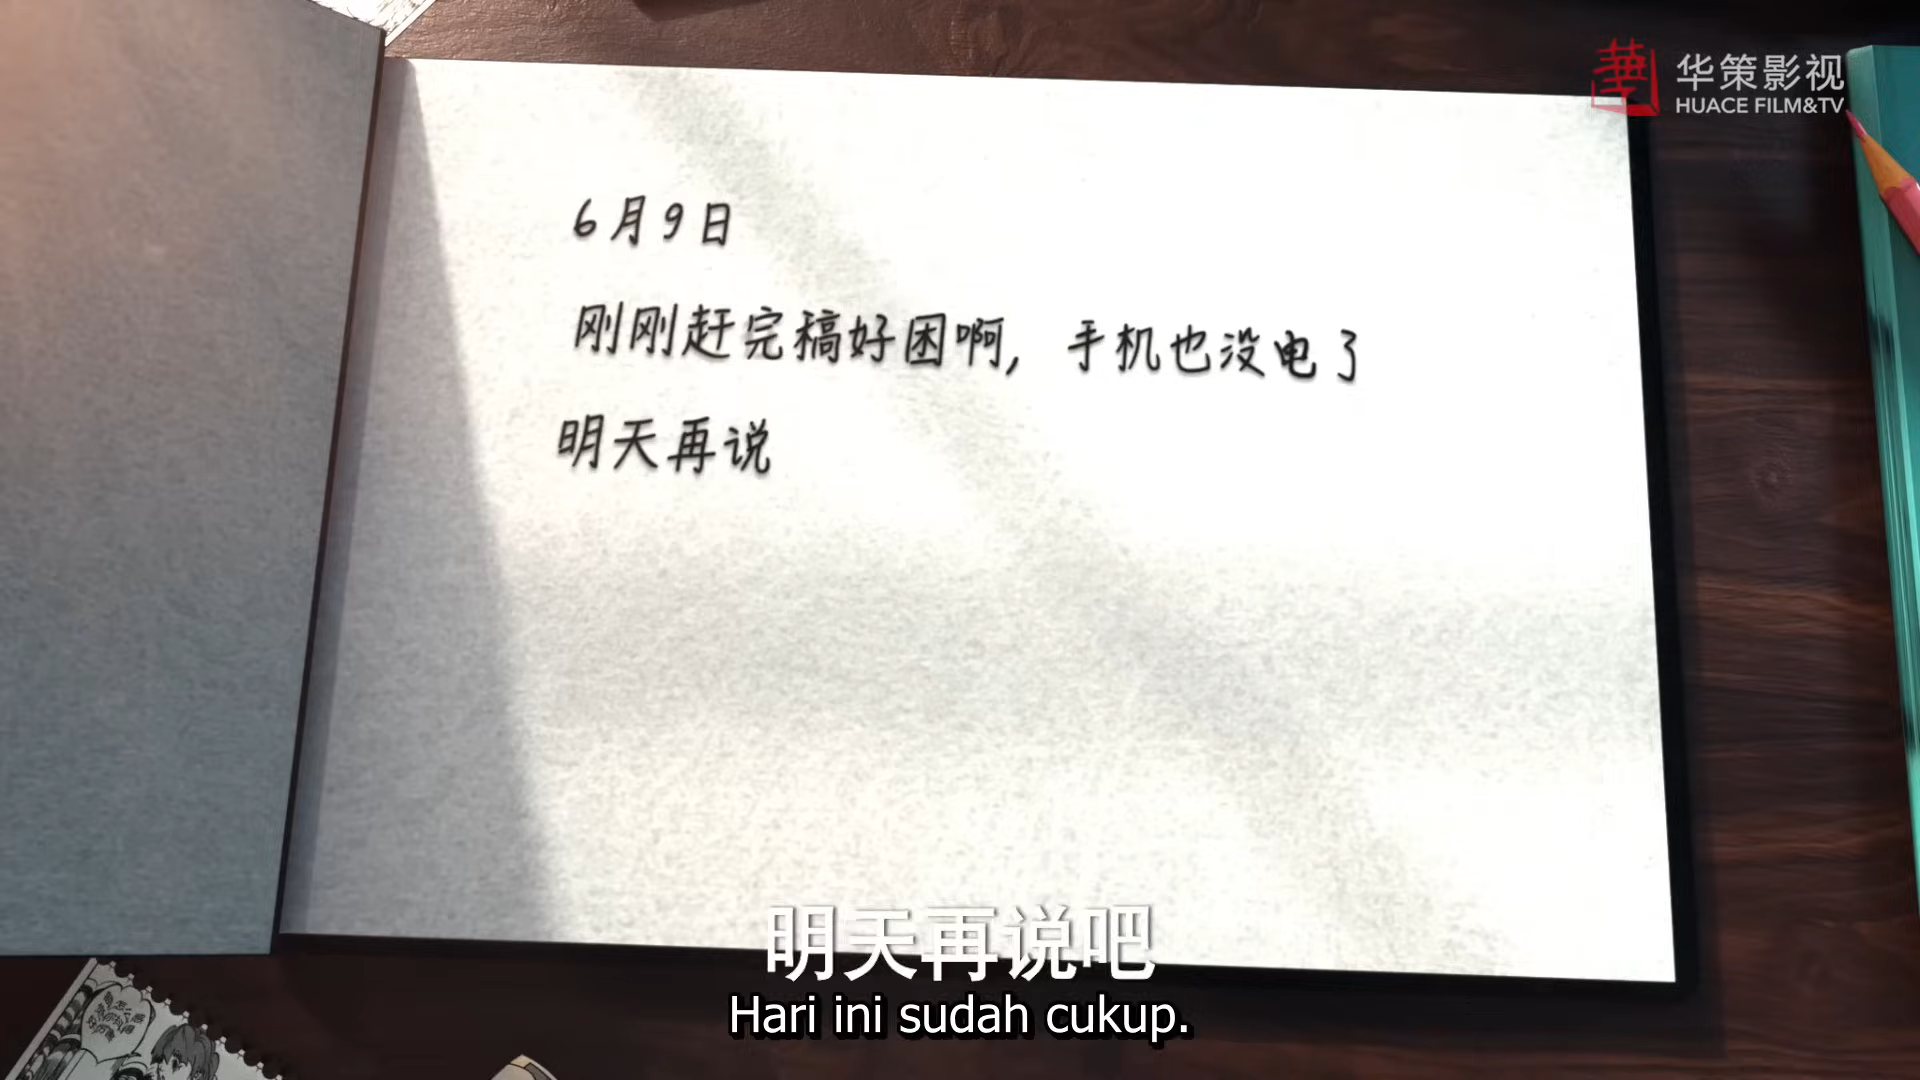 华策影视
HUACE FILM&TV
6月9日
刚刚赶完稿好困啊，手机也没电了
明天再说
明天再说吧
Hari ini sudah cukup.